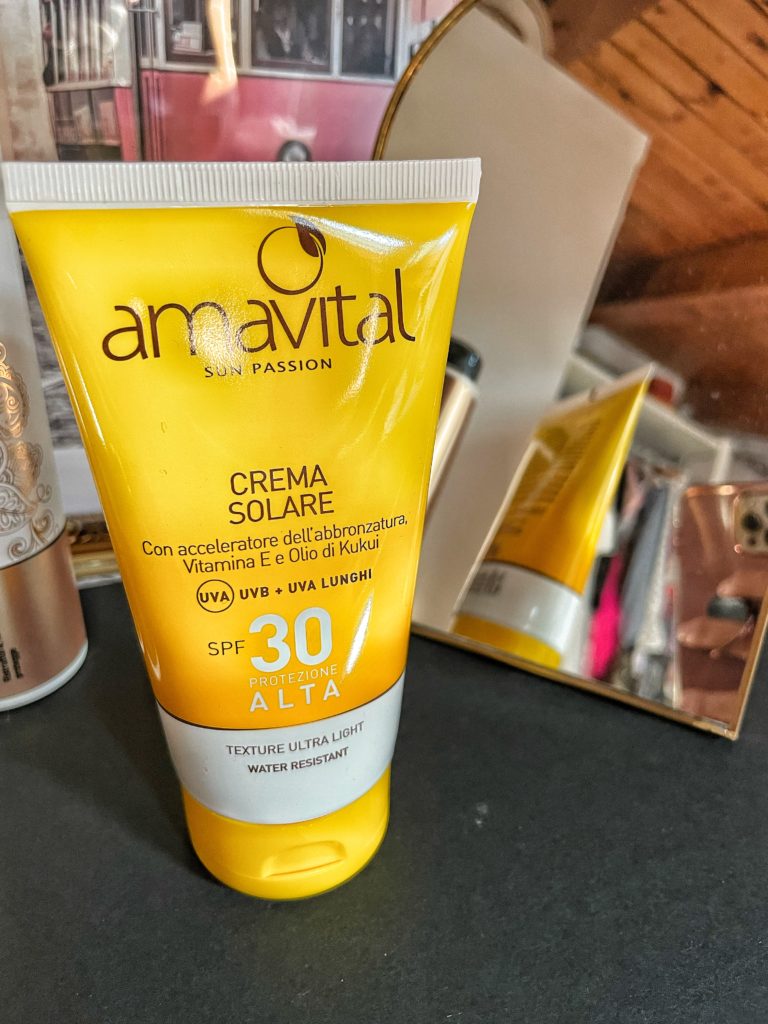 amavital
SUN PASSION
CREMA
SOLARE
Con acceleratore dell'abbronzatura,
Vitamina E e Olio di Kukui
UVA UVB + UVA LUNGHI
SPF 30
PROTEZIONE
ALTA
TEXTURE ULTRA LIGHT
WATER RESISTANT